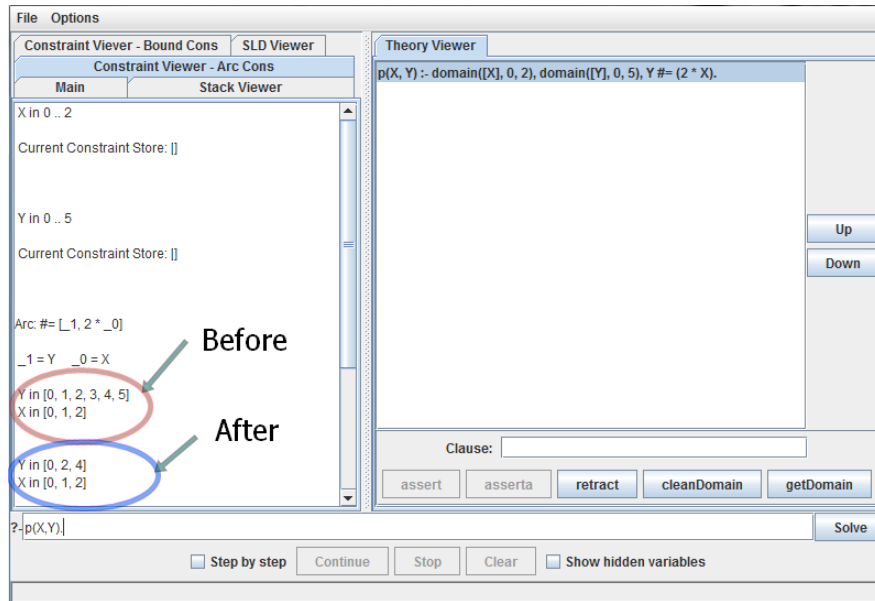 File Options
Constraint Viever - Bound Cons SLD Viewer
Constraint Viewer - Arc Cons
Main Stack Viewer
X in 0 .. 2
Current Constraint Store: []
Y in 0 .. 5
Current Constraint Store: []
Arc: #= [_1, 2 * _0]
_1 = Y _0 = X
Y in [0, 1, 2, 3, 4, 5]
X in [0, 1, 2]
Y in [0, 2, 4]
X in [0, 1, 2]
Before
After
Theory Viewer
p(X, Y) :- domain([X], 0, 2), domain([Y], 0, 5), Y #= (2 * X).
Up
Down
Clause:
assert asserta retract cleanDomain getDomain
?- p(X,Y). Solve
Step by step Continue Stop Clear Show hidden variables